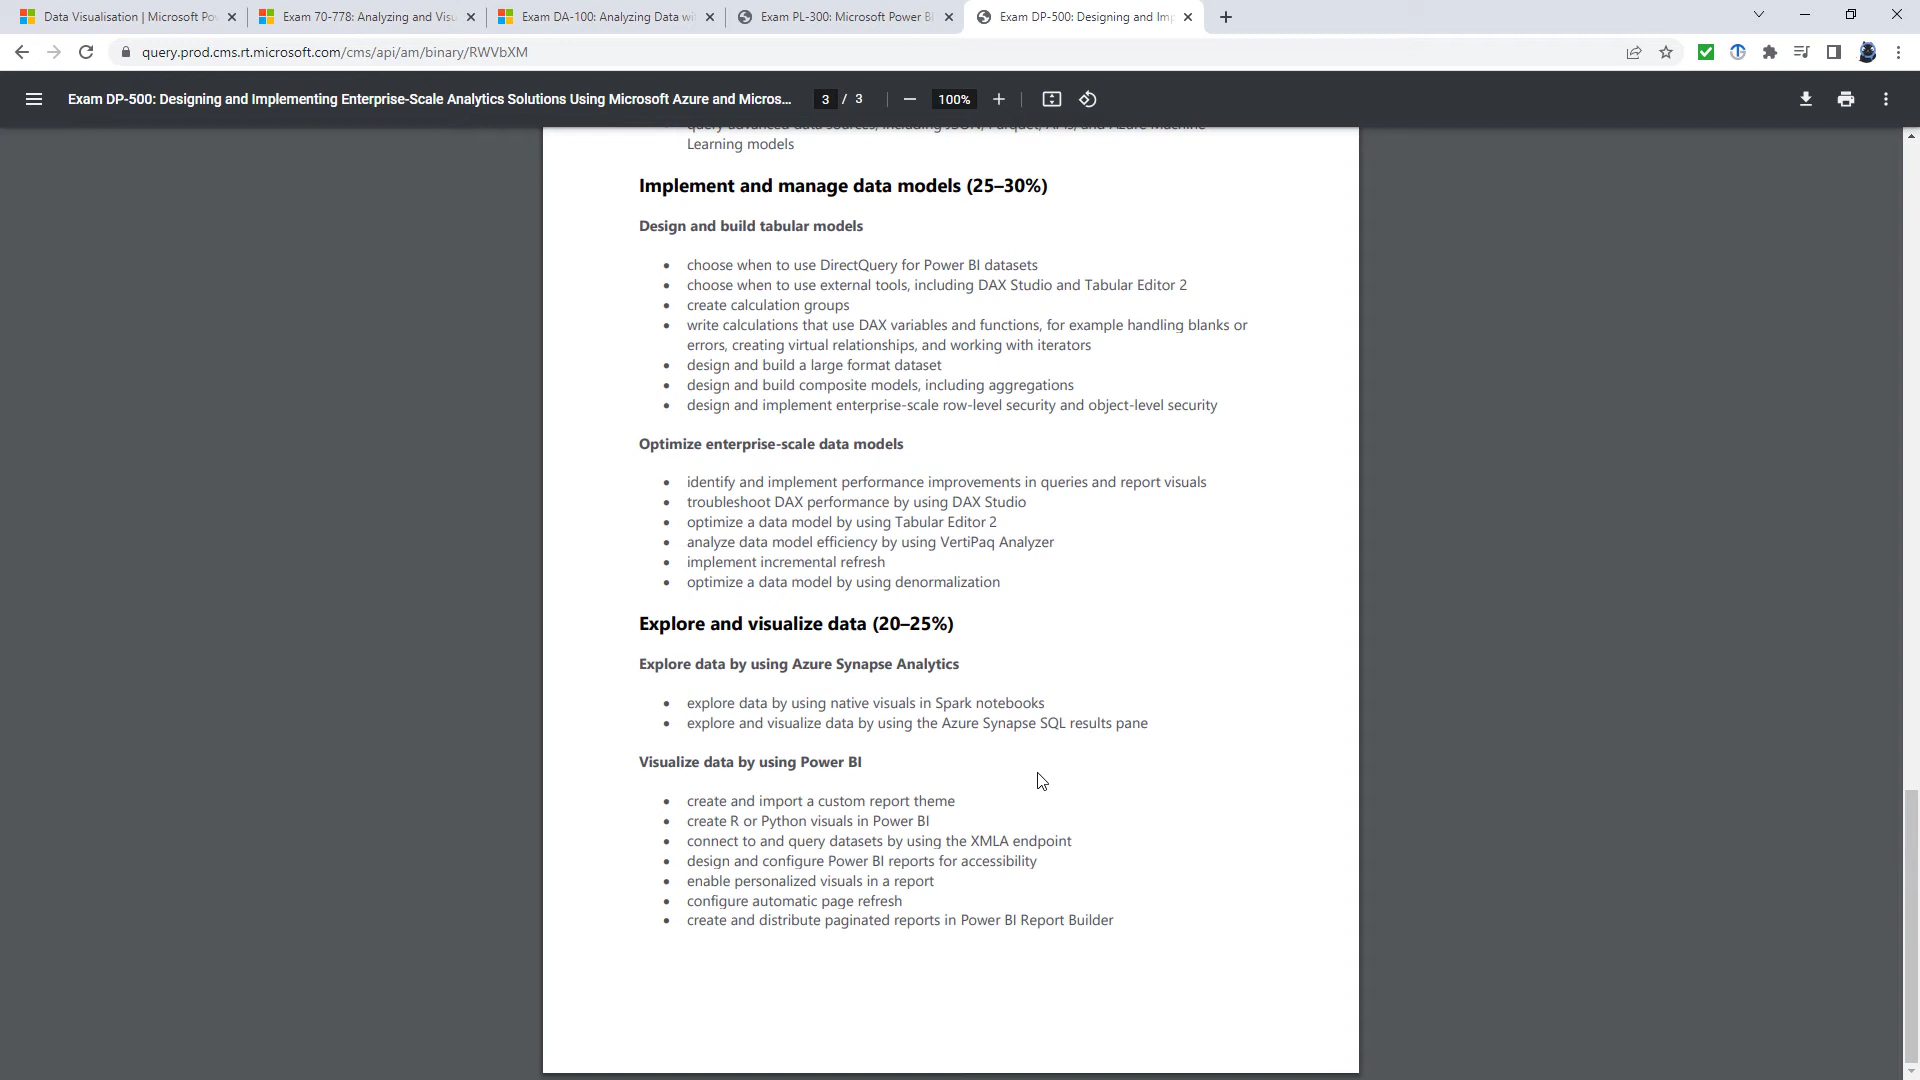 Data Visualisation | Microsoft Po
Exam 70-778: Analyzing and Visu
Exam DA-100: Analyzing Data wi
Exam PL-300: Microsoft Power B
Exam DP-500: Designing and Imp
query.prod.cms.rt.microsoft.com/cms/api/am/binary/RWVbXM
Exam DP-500: Designing and Implementing Enterprise-Scale Analytics Solutions Using Microsoft Azure and Micros...
3 / 3
100%
query advanced data sources, including JSON, Parquet, APIs, and Azure Machine
Learning models
Implement and manage data models (25–30%)
Design and build tabular models
• choose when to use DirectQuery for Power BI datasets
• choose when to use external tools, including DAX Studio and Tabular Editor 2
• create calculation groups
• write calculations that use DAX variables and functions, for example handling blanks or
errors, creating virtual relationships, and working with iterators
• design and build a large format dataset
• design and build composite models, including aggregations
• design and implement enterprise-scale row-level security and object-level security
Optimize enterprise-scale data models
• identify and implement performance improvements in queries and report visuals
• troubleshoot DAX performance by using DAX Studio
• optimize a data model by using Tabular Editor 2
• analyze data model efficiency by using VertiPaq Analyzer
• implement incremental refresh
• optimize a data model by using denormalization
Explore and visualize data (20–25%)
Explore data by using Azure Synapse Analytics
• explore data by using native visuals in Spark notebooks
• explore and visualize data by using the Azure Synapse SQL results pane
Visualize data by using Power BI
• create and import a custom report theme
• create R or Python visuals in Power BI
• connect to and query datasets by using the XMLA endpoint
• design and configure Power BI reports for accessibility
• enable personalized visuals in a report
• configure automatic page refresh
• create and distribute paginated reports in Power BI Report Builder